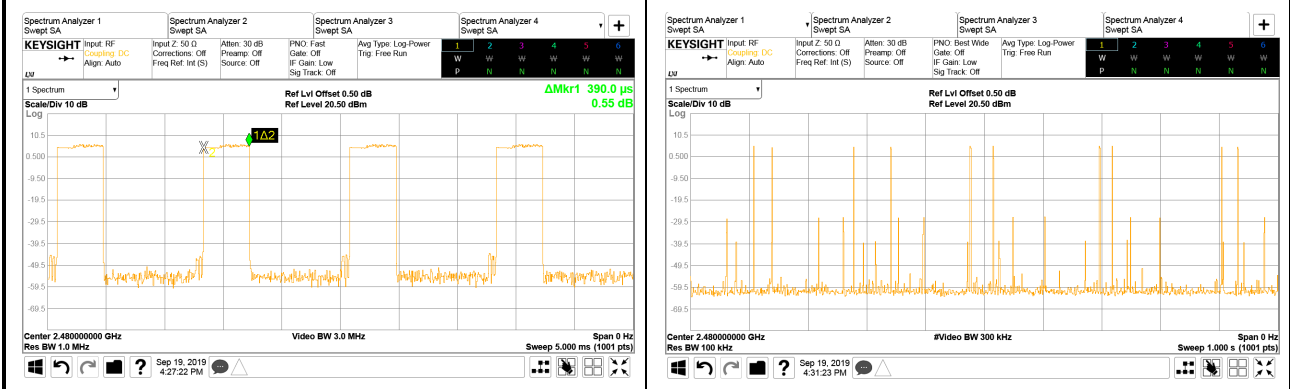 Spectrum Analyzer 1
Swept SA
Spectrum Analyzer 2
Swept SA
Spectrum Analyzer 3
Swept SA
Spectrum Analyzer 4
Swept SA
+
KEYSIGHT
Input: RF
Coupling: DC
Align: Auto
Input Z: 50 Ω
Corrections: Off
Freq Ref: Int (S)
Atten: 30 dB
Preamp: Off
Source: Off
PNO: Fast
Gate: Off
IF Gain: Low
Sig Track: Off
Avg Type: Log-Power
Trig: Free Run
1 2 3 4 5 6
W W W W W W
P N N N N N
LXI
1 Spectrum
Scale/Div 10 dB
Ref Lvl Offset 0.50 dB
Ref Level 20.50 dBm
ΔMkr1 390.0 µs
0.55 dB
Log
10.5
0.500
-9.50
-19.5
-29.5
-39.5
-49.5
-59.5
-69.5
X2
1Δ2
Center 2.480000000 GHz
Res BW 1.0 MHz
Video BW 3.0 MHz
Span 0 Hz
Sweep 5.000 ms (1001 pts)
?
Sep 19, 2019
4:27:22 PM
Spectrum Analyzer 1
Swept SA
Spectrum Analyzer 2
Swept SA
Spectrum Analyzer 3
Swept SA
Spectrum Analyzer 4
Swept SA
+
KEYSIGHT
Input: RF
Coupling: DC
Align: Auto
Input Z: 50 Ω
Corrections: Off
Freq Ref: Int (S)
Atten: 30 dB
Preamp: Off
Source: Off
PNO: Best Wide
Gate: Off
IF Gain: Low
Sig Track: Off
Avg Type: Log-Power
Trig: Free Run
1 2 3 4 5 6
W W W W W W
P N N N N N
LXI
1 Spectrum
Scale/Div 10 dB
Ref Lvl Offset 0.50 dB
Ref Level 20.50 dBm
Log
10.5
0.500
-9.50
-19.5
-29.5
-39.5
-49.5
-59.5
-69.5
Center 2.480000000 GHz
Res BW 100 kHz
#Video BW 300 kHz
Span 0 Hz
Sweep 1.000 s (1001 pts)
?
Sep 19, 2019
4:31:23 PM